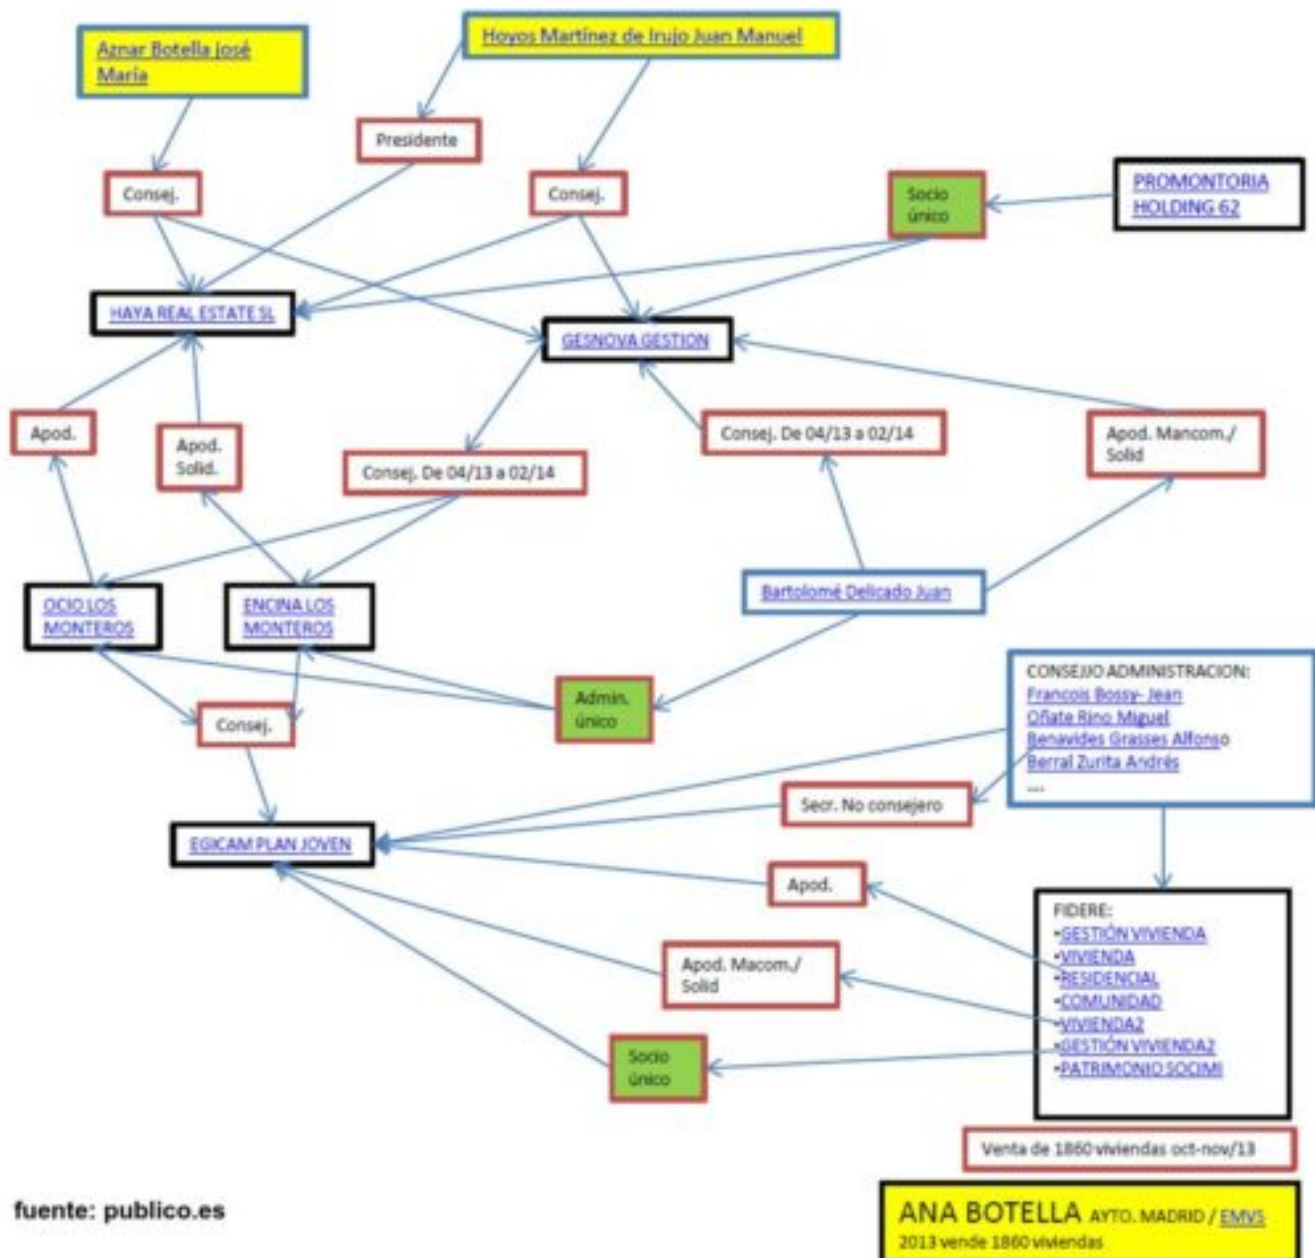 Aznar Botella José
María
Hoyos Martínez de Irujo Juan Manuel
Presidente
Consej.
Consej.
Socio
único
PROMONTORIA
HOLDING 62
HAYA REAL ESTATE SL
GESNOVA GESTION
Apod.
Apod.
Solid.
Consej. De 04/13 a 02/14
Consej. De 04/13 a 02/14
Apod. Mancom./
Solid
OCIO LOS
MONTEROS
ENCINA LOS
MONTEROS
Bartolomé Delicado Juan
Consej.
Admin.
único
CONSEJJO ADMINISTRACION:
Francois Bossy- Jean
Oñate Rino Miguel
Benavides Grasses Alfonso
Berral Zurita Andrés
....
Secr. No consejero
EGICAM PLAN JOVEN
Apod.
Apod. Macom./
Solid
Socio
único
FIDERE:
•GESTIÓN VIVIENDA
•VIVIENDA
•RESIDENCIAL
•COMUNIDAD
•VIVIENDA2
•GESTIÓN VIVIENDA2
•PATRIMONIO SOCIMI
Venta de 1860 viviendas oct-nov/13
fuente: publico.es
ANA BOTELLA AYTO. MADRID / EMVS
2013 vende 1860 viviendas